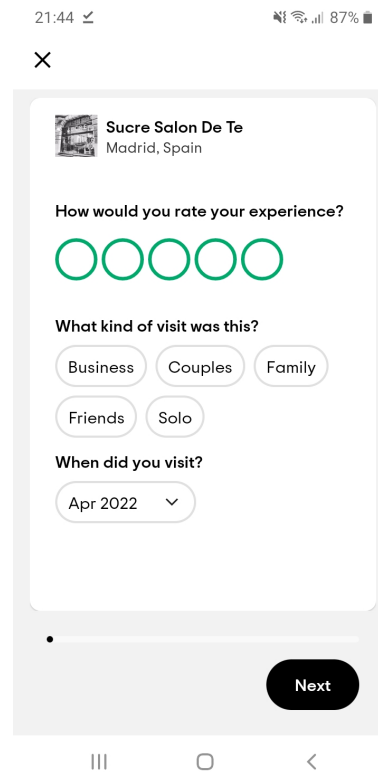 21:44 87%
Sucre Salon De Te
Madrid, Spain
How would you rate your experience?
What kind of visit was this?
Business Couples Family
Friends Solo
When did you visit?
Apr 2022
Next